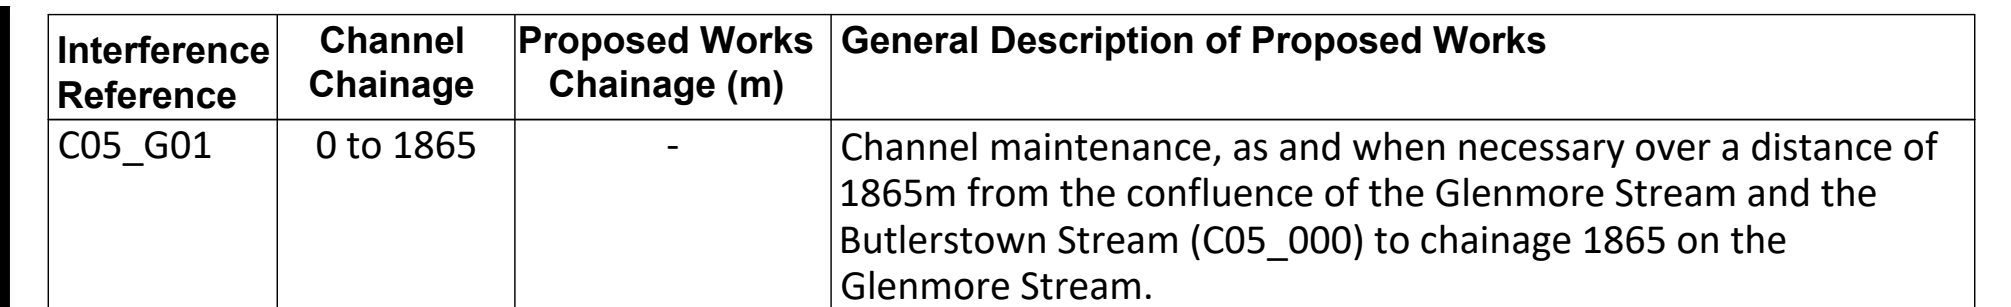 Interference Reference | Channel Chainage | Proposed Works Chainage (m) | General Description of Proposed Works
C05_G01 | 0 to 1865 | - | Channel maintenance, as and when necessary over a distance of
1865m from the confluence of the Glenmore Stream and the
Butlerstown Stream (C05_000) to chainage 1865 on the
Glenmore Stream.